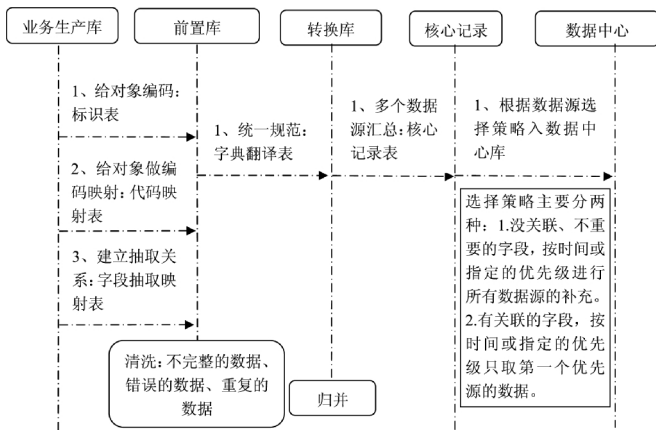 业务生产库
前置库
转换库
核心记录
数据中心
1、给对象编码：
标识表
2、给对象做编
码映射：代码映
射表
3、建立抽取关
系：字段抽取映
射表
1、统一规范：
字典翻译表
1、多个数据
源汇总：核心
记录表
1、根据数据源选
择策略入数据中
心库
选择策略主要分两
种：1.没关联、不重
要的字段，按时间或
指定的优先级进行
所有数据源的补充。
2.有关联的字段，按
时间或指定的优先
级只取第一个优先
源的数据。
清洗：不完整的数据、
错误的数据、重复的
数据
归并